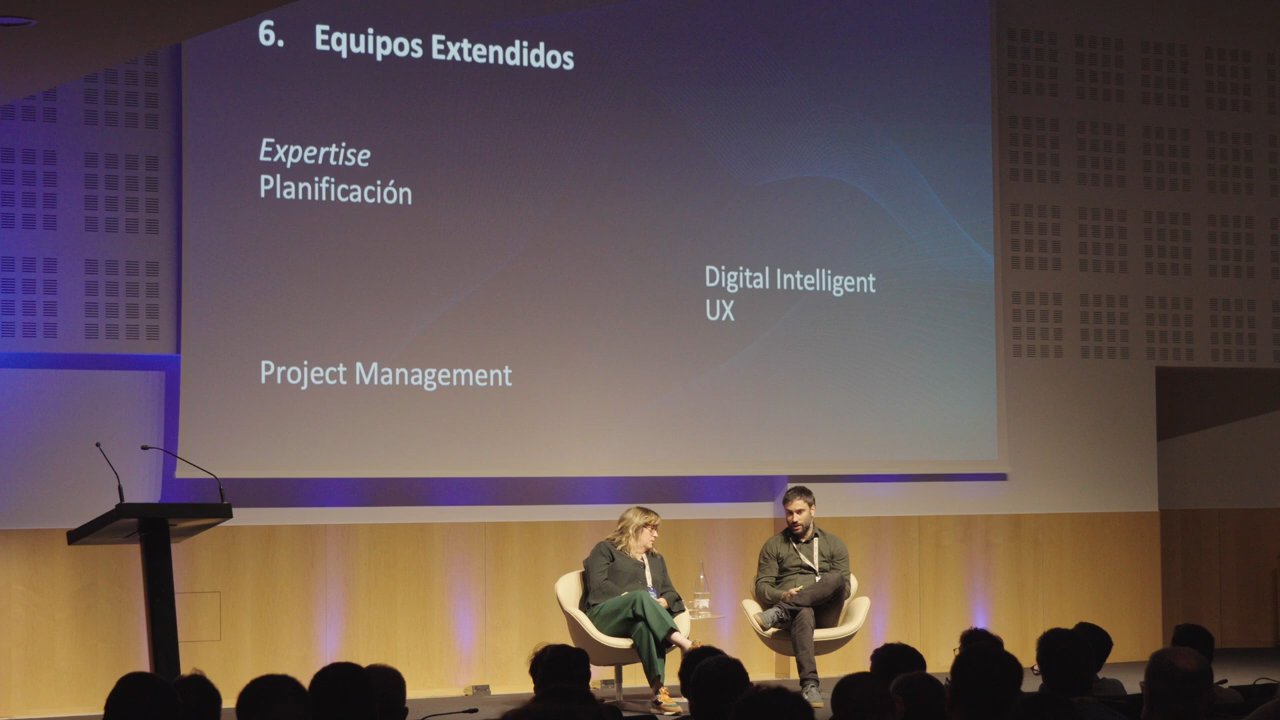 6. Equipos Extendidos
Expertise
Planificación
Digital Intelligent
UX
Project Management